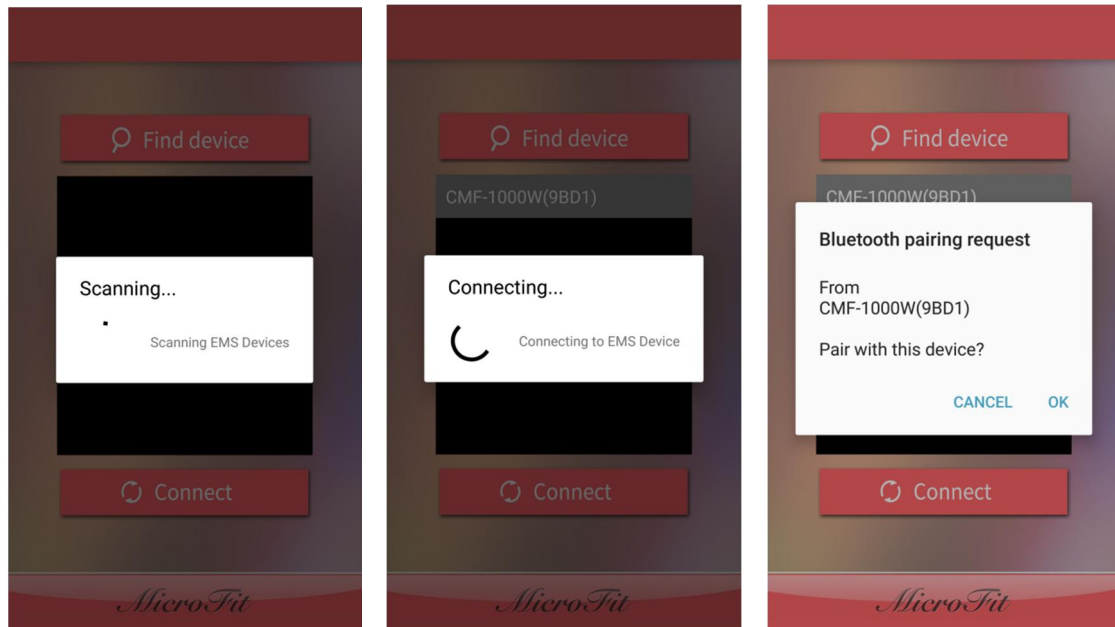 Find device
Scanning...
Scanning EMS Devices
Connect
MicroFit
Find device
CMF-1000W(9BD1)
Connecting...
Connecting to EMS Device
Connect
MicroFit
Find device
CMF-1000W(9BD1)
Bluetooth pairing request
From
CMF-1000W(9BD1)
Pair with this device?
CANCEL OK
Connect
MicroFit